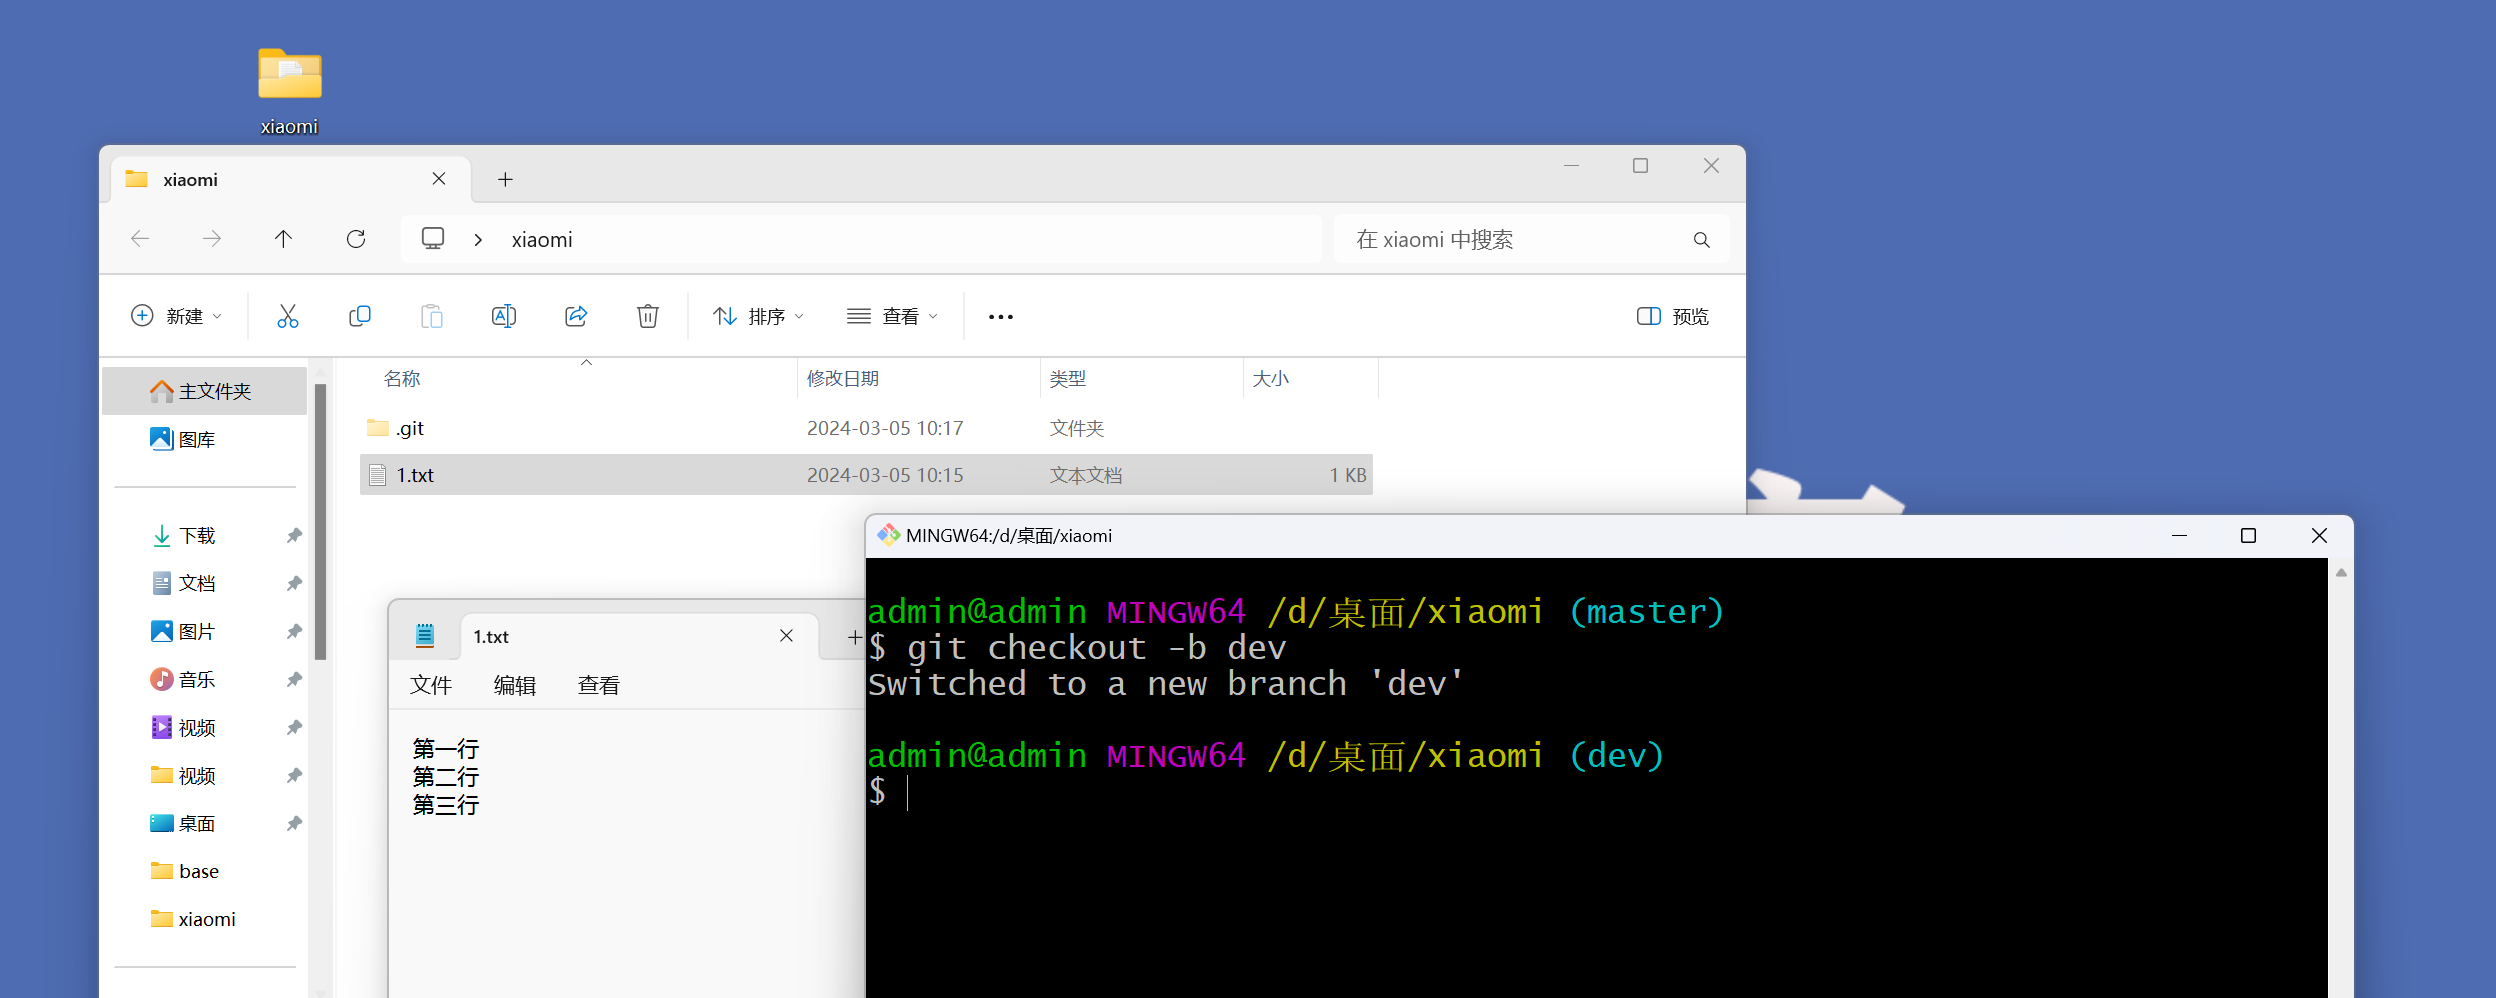 xiaomi
xiaomi
xiaomi
在 xiaomi 中搜索
新建
排序
查看
预览
主文件夹
图库
下载
文档
图片
音乐
视频
视频
桌面
base
xiaomi
名称 修改日期 类型 大小
.git 2024-03-05 10:17 文件夹
1.txt 2024-03-05 10:15 文本文档 1 KB
1.txt
文件 编辑 查看
第一行
第二行
第三行
MINGW64:/d/桌面/xiaomi
admin@admin MINGW64 /d/桌面/xiaomi (master)
$ git checkout -b dev
Switched to a new branch 'dev'
admin@admin MINGW64 /d/桌面/xiaomi (dev)
$